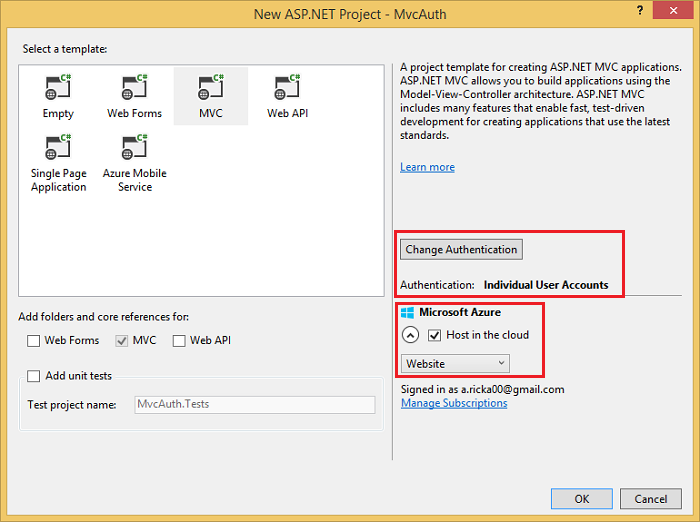 New ASP.NET Project - MvcAuth
?
Select a template:
C#
C#
C#
C#
Empty
Web Forms
MVC
Web API
C#
C#
Single Page
Application
Azure Mobile
Service
A project template for creating ASP.NET MVC applications.
ASP.NET MVC allows you to build applications using the
Model-View-Controller architecture. ASP.NET MVC
includes many features that enable fast, test-driven
development for creating applications that use the latest
standards.
Learn more
Change Authentication
Authentication: Individual User Accounts
Microsoft Azure
Host in the cloud
Website
Signed in as a.ricka00@gmail.com
Manage Subscriptions
Add folders and core references for:
Web Forms
MVC
Web API
Add unit tests
Test project name:
MvcAuth.Tests
OK
Cancel